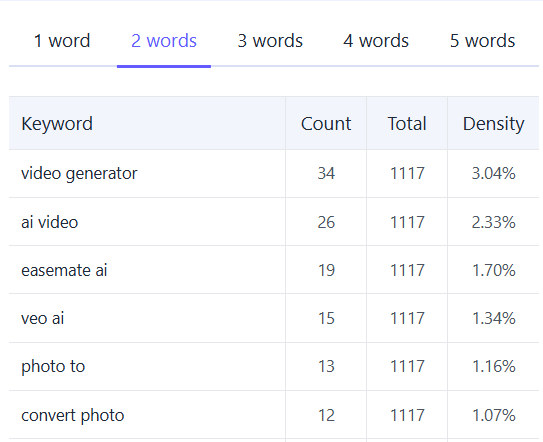 1 word 2 words 3 words 4 words 5 words
Keyword Count Total Density
video generator 34 1117 3.04%
ai video 26 1117 2.33%
easemate ai 19 1117 1.70%
veo ai 15 1117 1.34%
photo to 13 1117 1.16%
convert photo 12 1117 1.07%